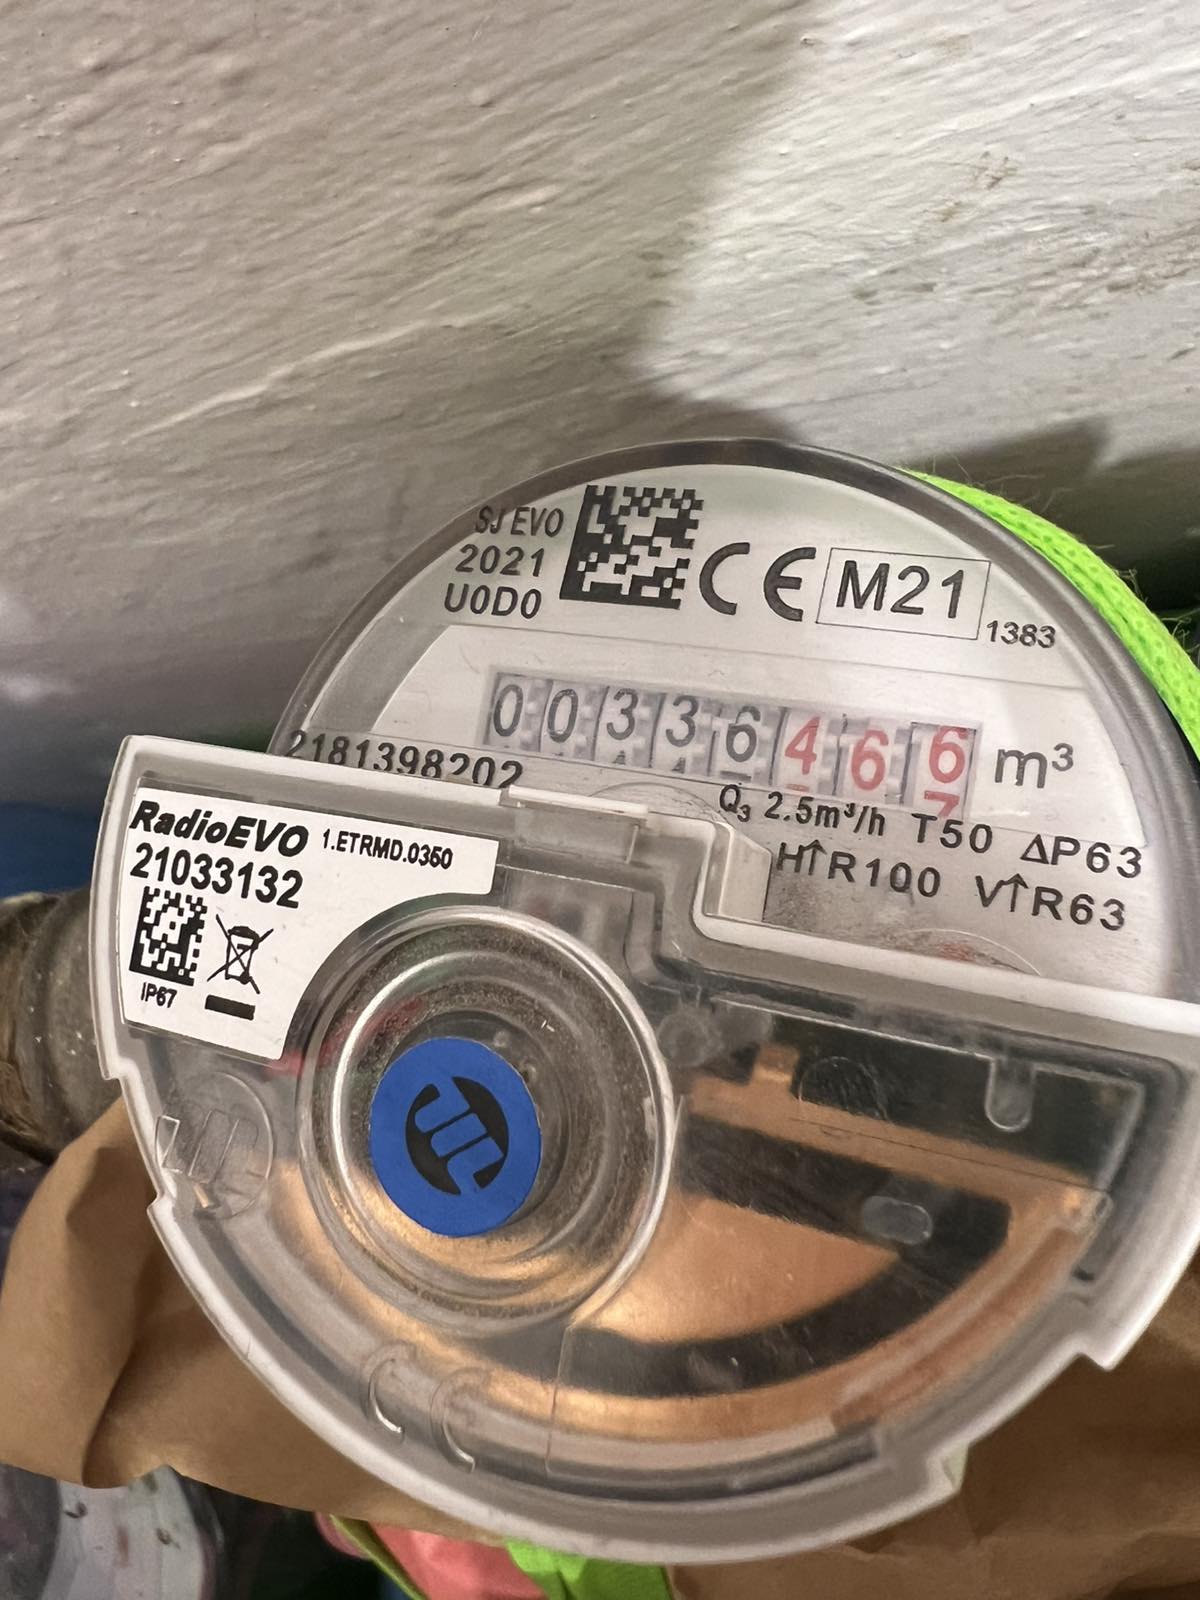 SJ EVO
2021
U0D0
CE M21
1383
00336466 m³
2181398202
Q₃ 2.5m³/h T50 ΔP63
H↑R100 V↑R63
RadioEVO 1.ETRMD.0350
21033132
IP67